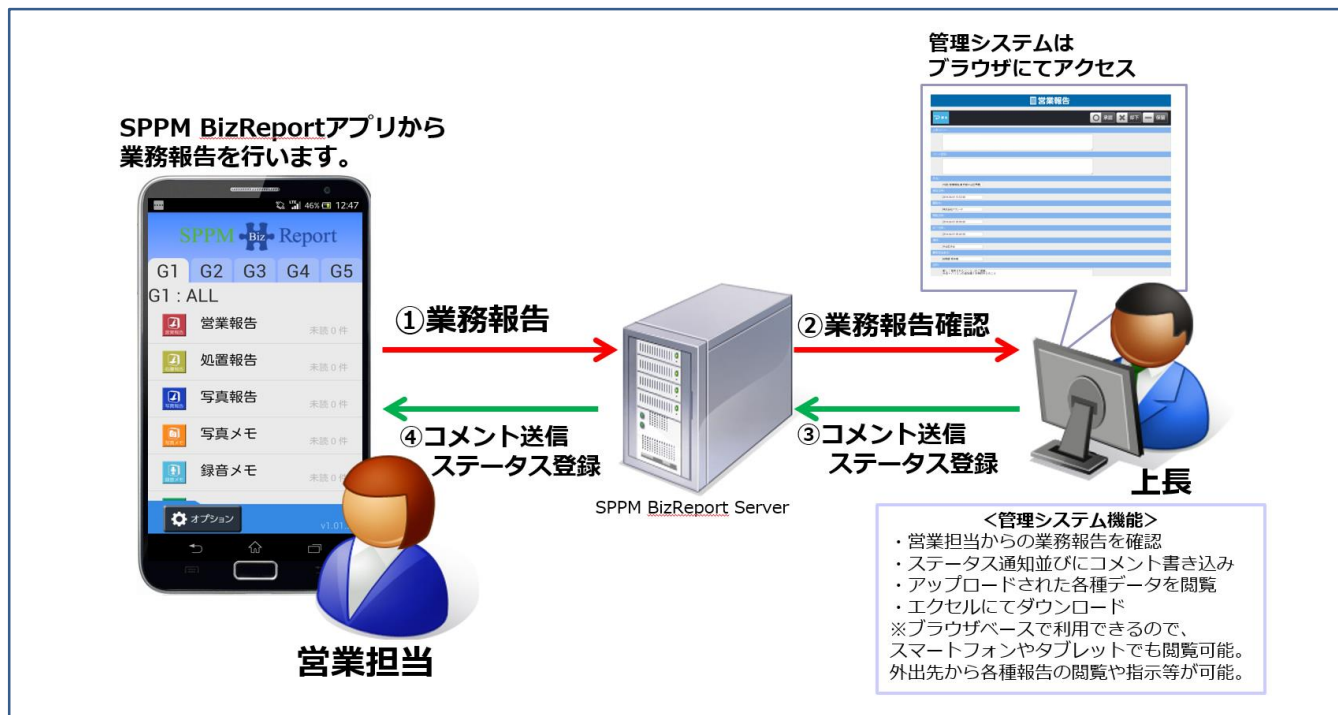 管理システムは
ブラウザにてアクセス
営業報告
承認 却下 保留
SPPM BizReportアプリから
業務報告を行います。
46% 12:47
SPPM Biz Report
G1 G2 G3 G4 G5
G1 : ALL
営業報告 未読 0 件
処置報告 未読 0 件
写真報告 未読 0 件
写真メモ 未読 0 件
録音メモ 未読 0
オプション v1.01
営業担当
①業務報告
④コメント送信
ステータス登録
SPPM BizReport Server
②業務報告確認
③コメント送信
ステータス登録
上長
<管理システム機能>
・営業担当からの業務報告を確認
・ステータス通知並びにコメント書き込み
・アップロードされた各種データを閲覧
・エクセルにてダウンロード
※ブラウザベースで利用できるので、
スマートフォンやタブレットでも閲覧可能。
外出先から各種報告の閲覧や指示等が可能。